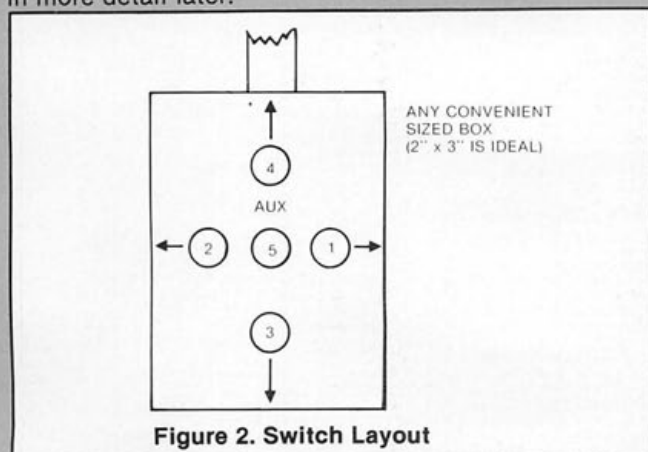 in more detail later.
ANY CONVENIENT
SIZED BOX
(2" x 3" IS IDEAL)
4
AUX
2 5 1
3
Figure 2. Switch Layout